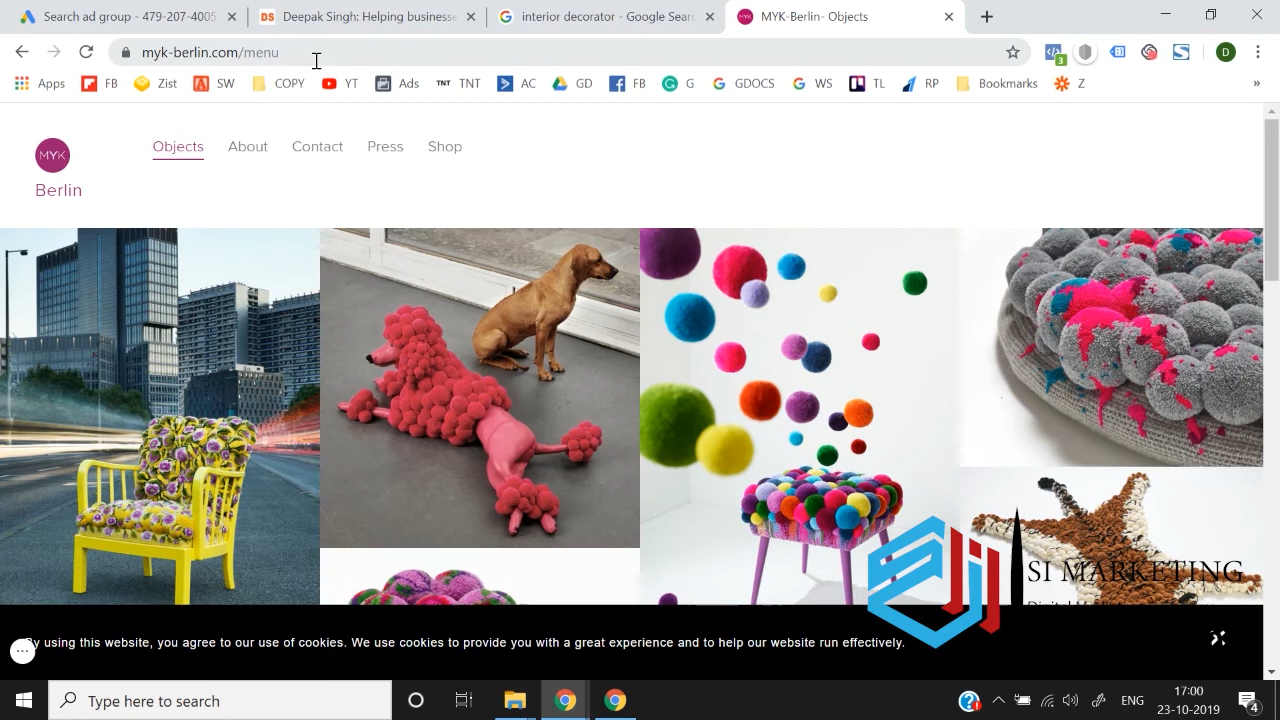 Search ad group - 479-207-4005
Deepak Singh: Helping businesse
interior decorator - Google Searc
MYK-Berlin- Objects
myk-berlin.com/menu
3
D
Apps
FB
Zist
SW
COPY
YT
Ads
TNT TNT
AC
GD
FB
G
GDOCS
WS
TL
RP
Bookmarks
Z
»
MYK
Berlin
Objects
About
Contact
Press
Shop
SI MARKETING
By using this website, you agree to our use of cookies. We use cookies to provide you with a great experience and to help our website run effectively.
Type here to search
ENG
17:00
23-10-2019
4